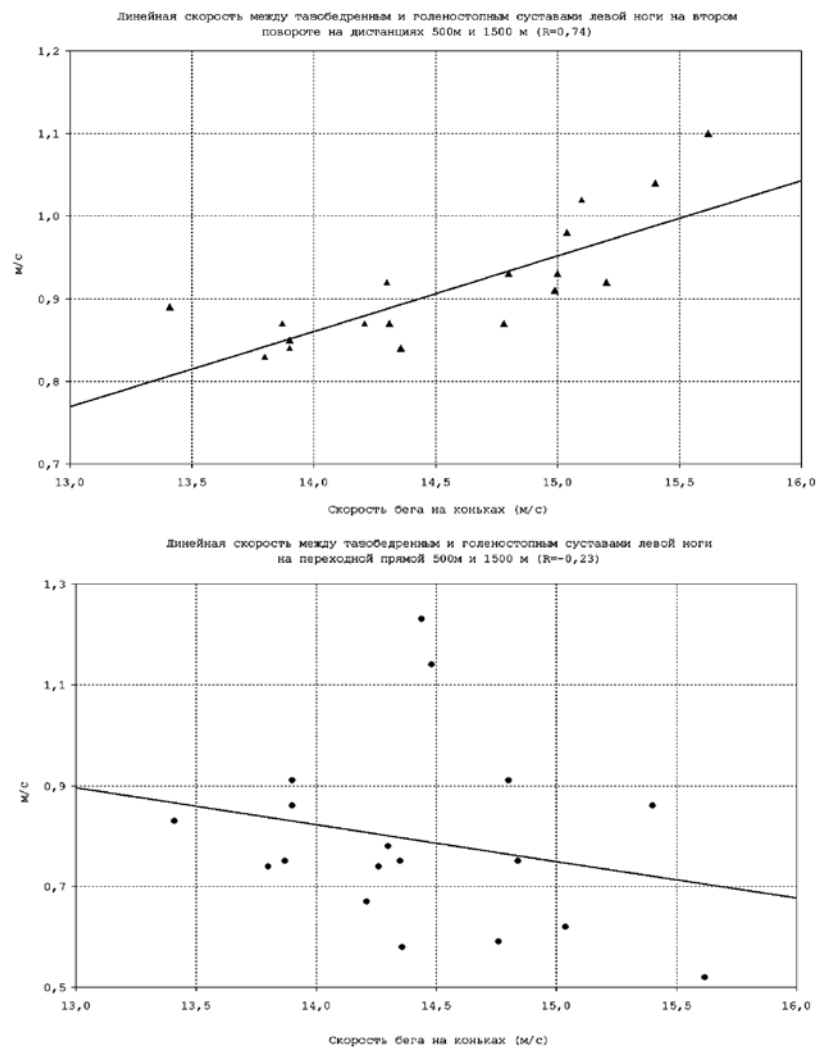 Линейная скорость между тазобедренным и голеностопным суставами левой ноги на втором
повороте на дистанциях 500м и 1500 м (R=0,74)
1,2
1,1
1,0
м/с
0,9
0,8
0,7
13,0 13,5 14,0 14,5 15,0 15,5 16,0
Скорость бега на коньках (м/с)
Линейная скорость между тазобедренным и голеностопным суставами левой ноги
на переходной прямой 500м и 1500 м (R=-0,23)
1,3
1,1
0,9
м/с
0,7
0,5
13,0 13,5 14,0 14,5 15,0 15,5 16,0
Скорость бега на коньках (м/с)